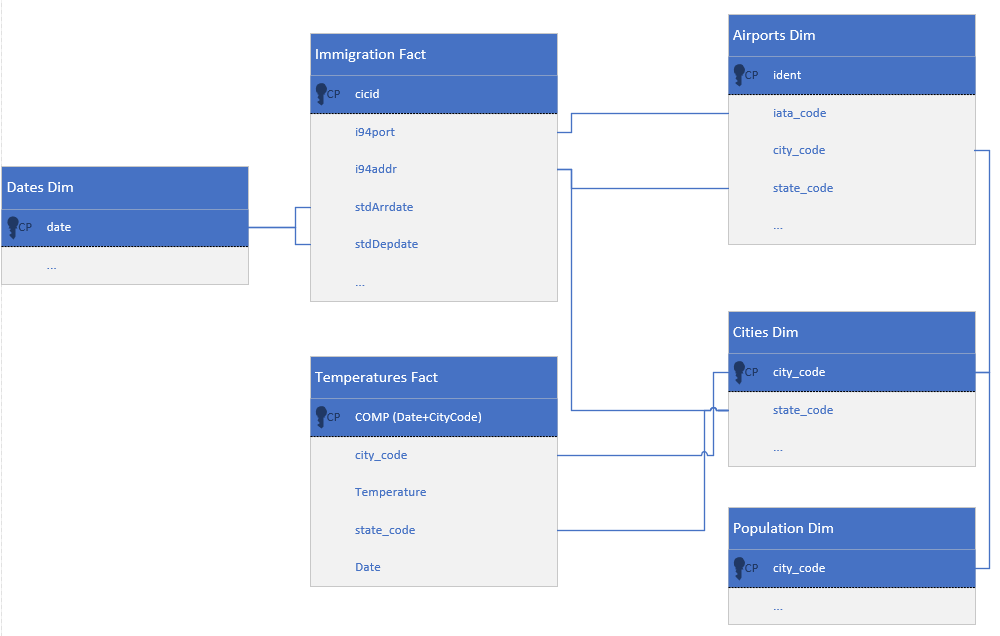 Dates Dim
CP date
...
Immigration Fact
CP cicid
i94port
i94addr
stdArrdate
stdDepdate
...
Temperatures Fact
CP COMP (Date+CityCode)
city_code
Temperature
state_code
Date
Airports Dim
CP ident
iata_code
city_code
state_code
...
Cities Dim
CP city_code
state_code
...
Population Dim
CP city_code
...